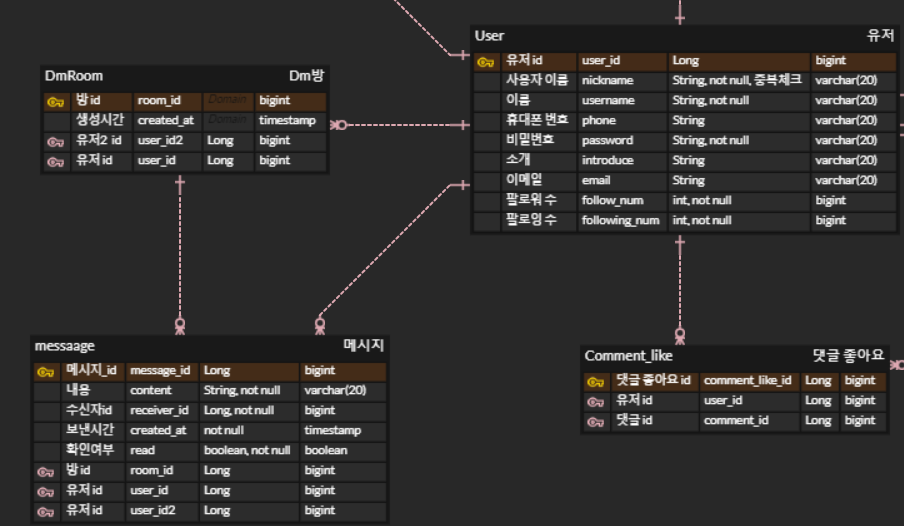 User 유저
유저 id user_id Long bigint
사용자 이름 nickname String, not null, 중복체크 varchar(20)
이름 username String, not null varchar(20)
휴대폰 번호 phone String varchar(20)
비밀번호 password String, not null varchar(20)
소개 introduce String varchar(20)
이메일 email String varchar(20)
팔로워 수 follow_num int, not null bigint
팔로잉 수 following_num int, not null bigint
DmRoom Dm방
방 id room_id Domain bigint
생성시간 created_at Domain timestamp
유저2 id user_id2 Long bigint
유저 id user_id Long bigint
messaage 메시지
메시지_id message_id Long bigint
내용 content String, not null varchar(20)
수신자id receiver_id Long, not null bigint
보낸시간 created_at not null timestamp
확인여부 read boolean, not null boolean
방 id room_id Long bigint
유저 id user_id Long bigint
유저 id user_id2 Long bigint
Comment_like 댓글 좋아요
댓글 좋아요 id comment_like_id Long bigint
유저 id user_id Long bigint
댓글 id comment_id Long bigint